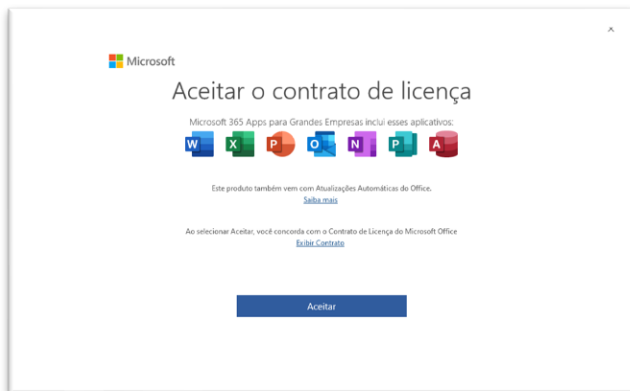 Microsoft
Aceitar o contrato de licença
Microsoft 365 Apps para Grandes Empresas inclui esses aplicativos:
W X P O N P A
Este produto também vem com Atualizações Automáticas do Office.
Saiba mais
Ao selecionar Aceitar, você concorda com o Contrato de Licença do Microsoft Office
Exibir Contrato
Aceitar